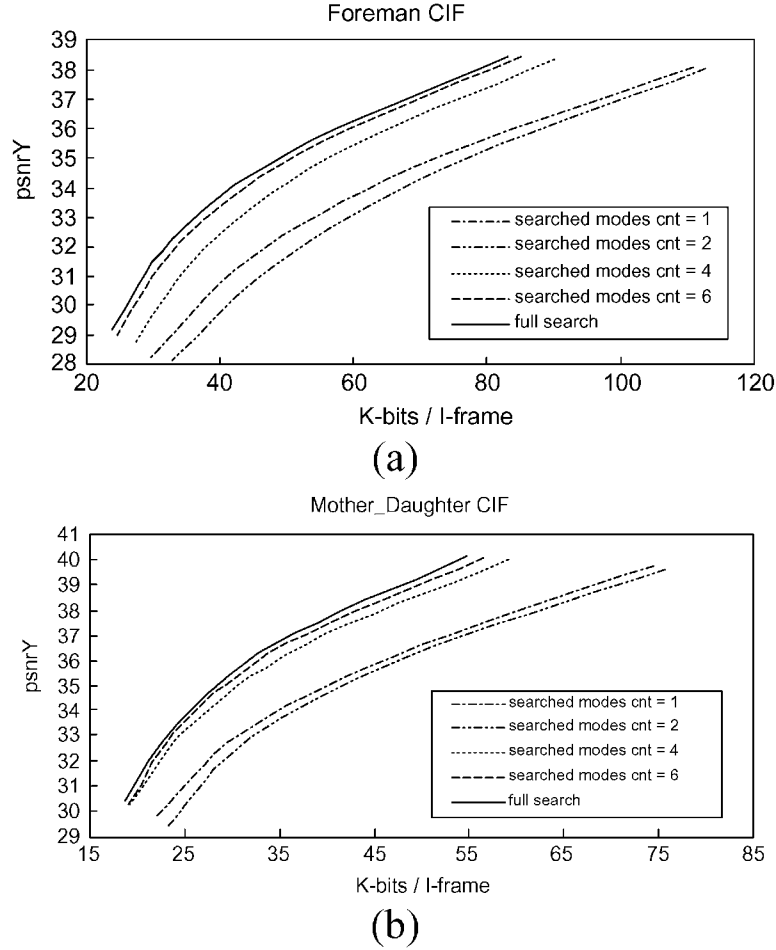 Foreman CIF
39
38
37
36
35
34
33
32
31
30
29
28
psnrY
searched modes cnt = 1
searched modes cnt = 2
searched modes cnt = 4
searched modes cnt = 6
full search
20 40 60 80 100 120
K-bits / I-frame
(a)
Mother_Daughter CIF
41
40
39
38
37
36
35
34
33
32
31
30
29
psnrY
searched modes cnt = 1
searched modes cnt = 2
searched modes cnt = 4
searched modes cnt = 6
full search
15 25 35 45 55 65 75 85
K-bits / I-frame
(b)